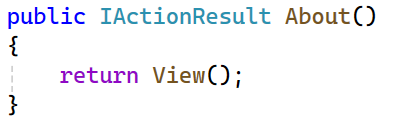 public IActionResult About()
{
    return View();
}